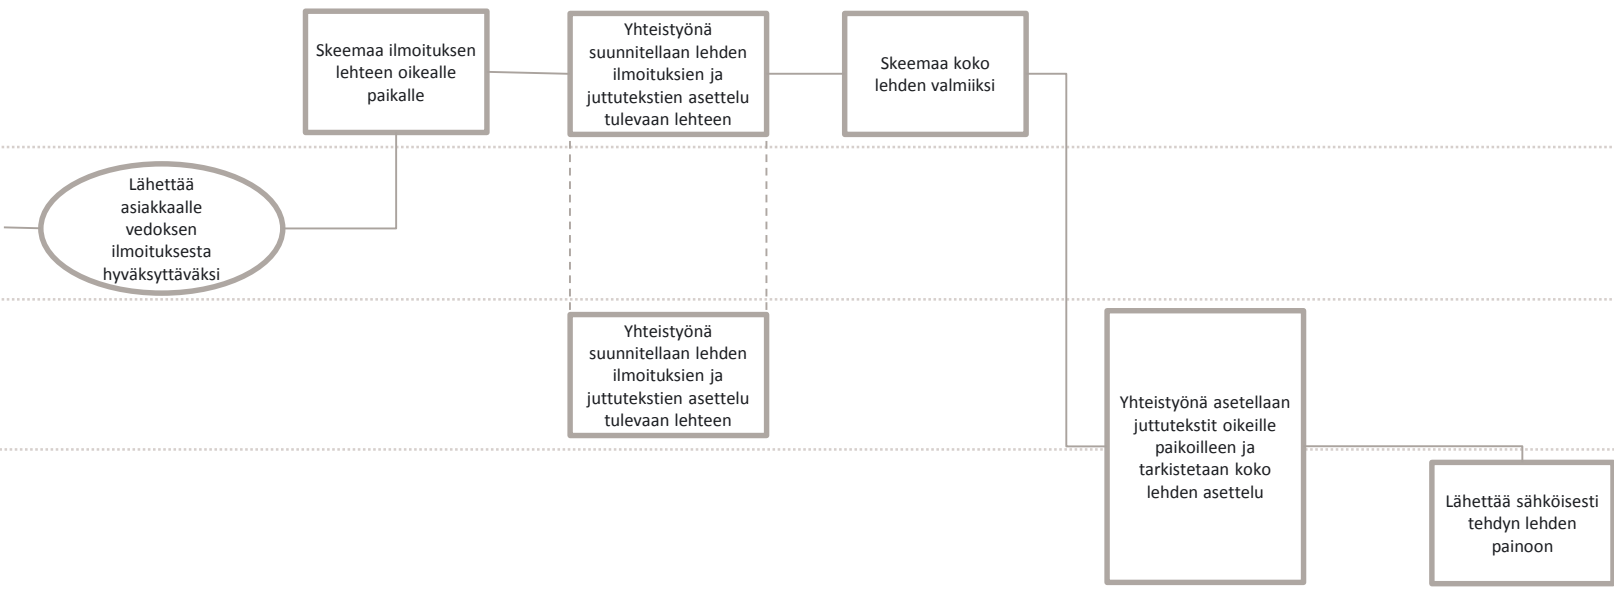 Skeemaa ilmoituksen
lehteen oikealle
paikalle
Yhteistyönä
suunnitellaan lehden
ilmoituksien ja
juttutekstien asettelu
tulevaan lehteen
Skeemaa koko
lehden valmiiksi
Lähettää
asiakkaalle
vedoksen
ilmoituksesta
hyväksyttäväksi
Yhteistyönä
suunnitellaan lehden
ilmoituksien ja
juttutekstien asettelu
tulevaan lehteen
Yhteistyönä asetellaan
juttutekstit oikeille
paikoilleen ja
tarkistetaan koko
lehden asettelu
Lähettää sähköisesti
tehdyn lehden
painoon